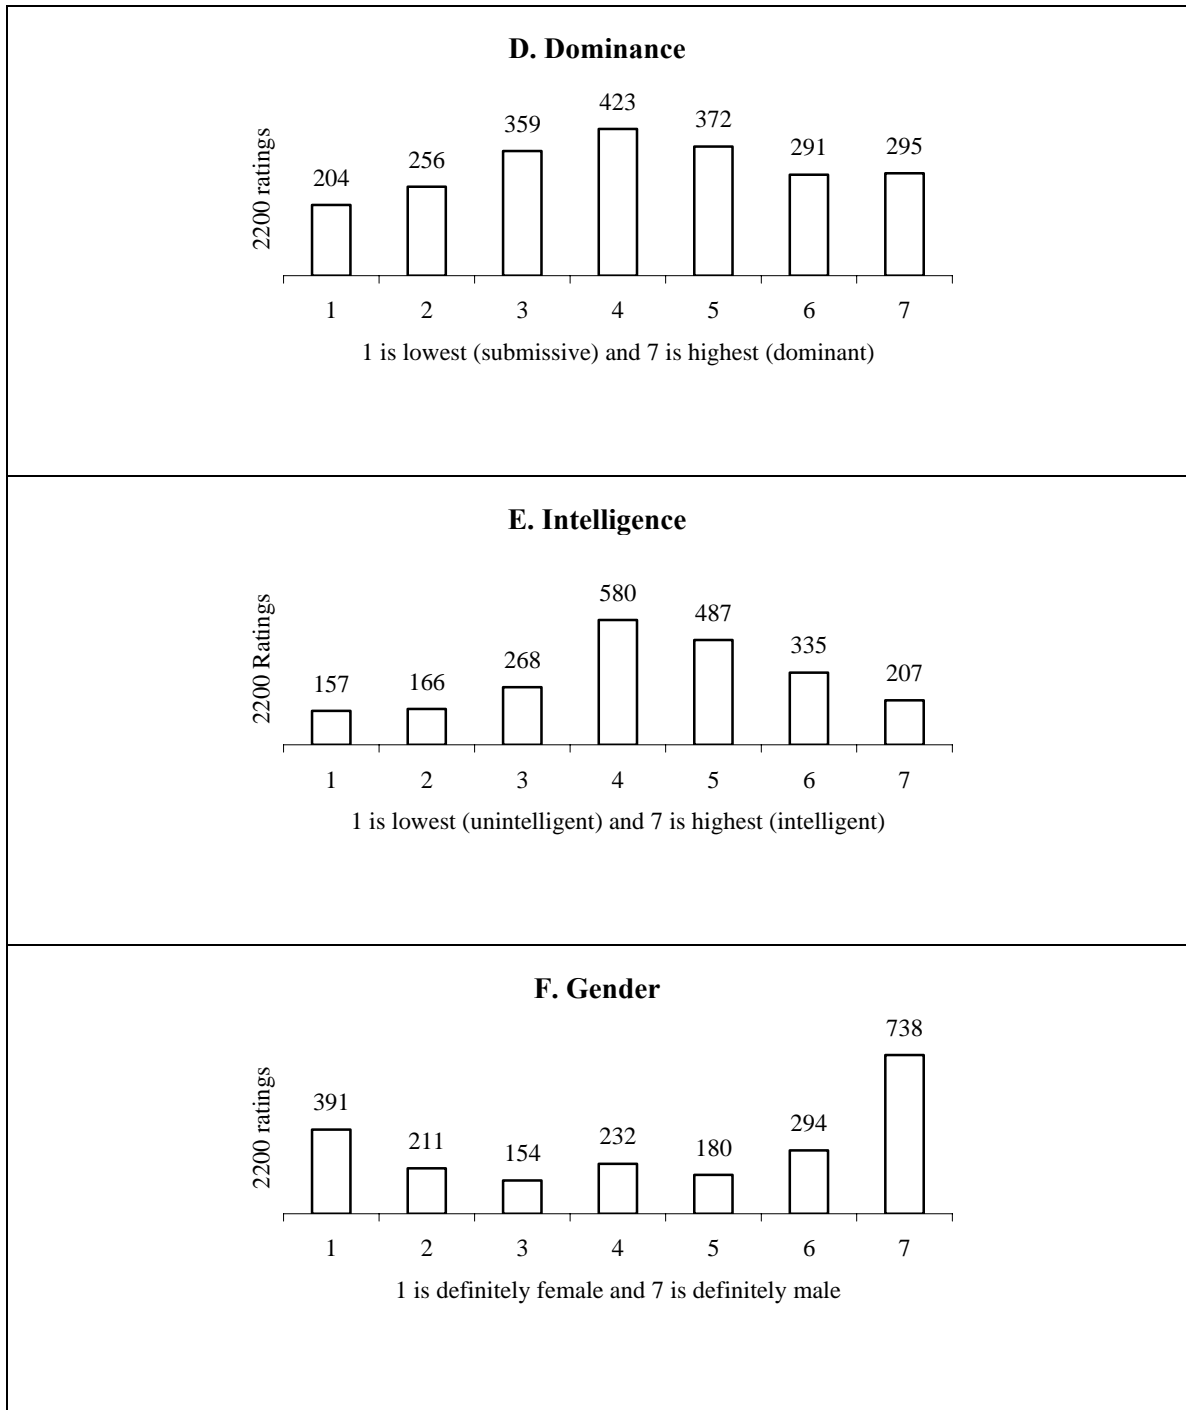 D. Dominance
2200 ratings
204 256 359 423 372 291 295
1 2 3 4 5 6 7
1 is lowest (submissive) and 7 is highest (dominant)
E. Intelligence
2200 Ratings
157 166 268 580 487 335 207
1 2 3 4 5 6 7
1 is lowest (unintelligent) and 7 is highest (intelligent)
F. Gender
2200 ratings
391 211 154 232 180 294 738
1 2 3 4 5 6 7
1 is definitely female and 7 is definitely male